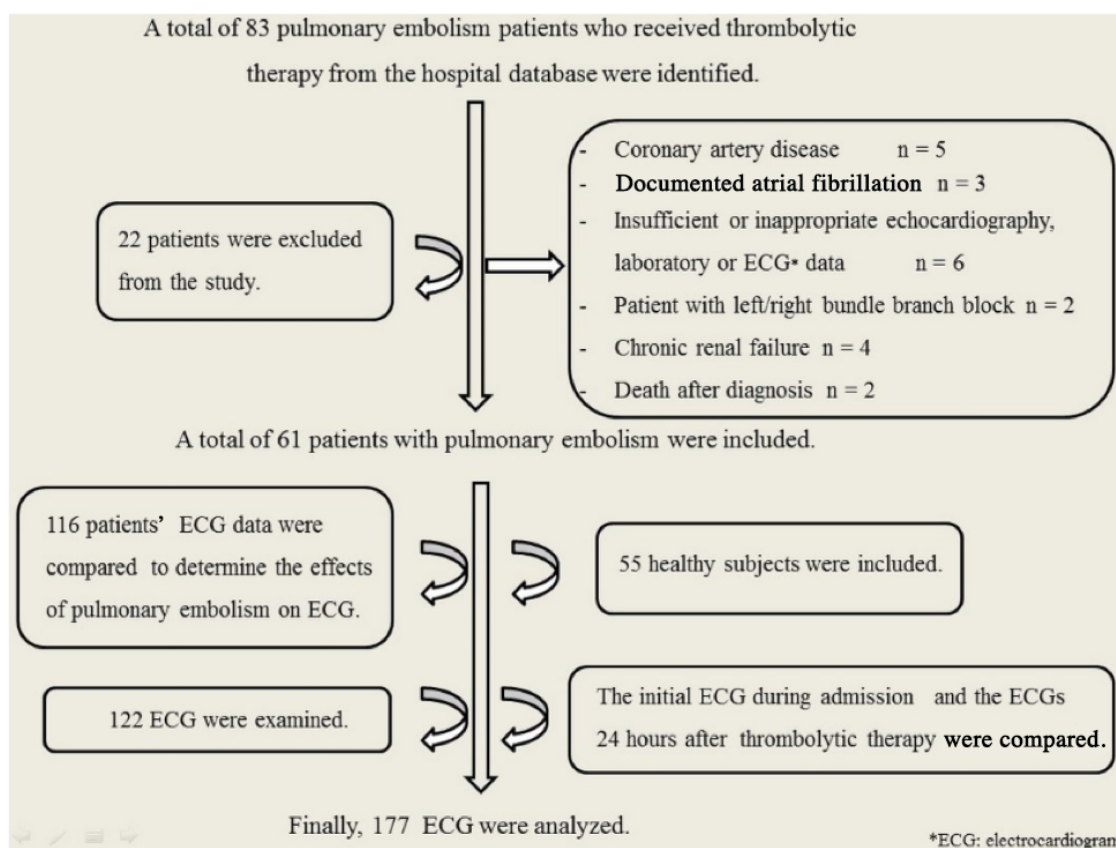 A total of 83 pulmonary embolism patients who received thrombolytic
therapy from the hospital database were identified.
22 patients were excluded
from the study.
- Coronary artery disease n = 5
- Documented atrial fibrillation n = 3
- Insufficient or inappropriate echocardiography,
laboratory or ECG* data n = 6
- Patient with left/right bundle branch block n = 2
- Chronic renal failure n = 4
- Death after diagnosis n = 2
A total of 61 patients with pulmonary embolism were included.
116 patients’ ECG data were
compared to determine the effects
of pulmonary embolism on ECG.
55 healthy subjects were included.
122 ECG were examined.
The initial ECG during admission and the ECGs
24 hours after thrombolytic therapy were compared.
Finally, 177 ECG were analyzed.
*ECG: electrocardiogran